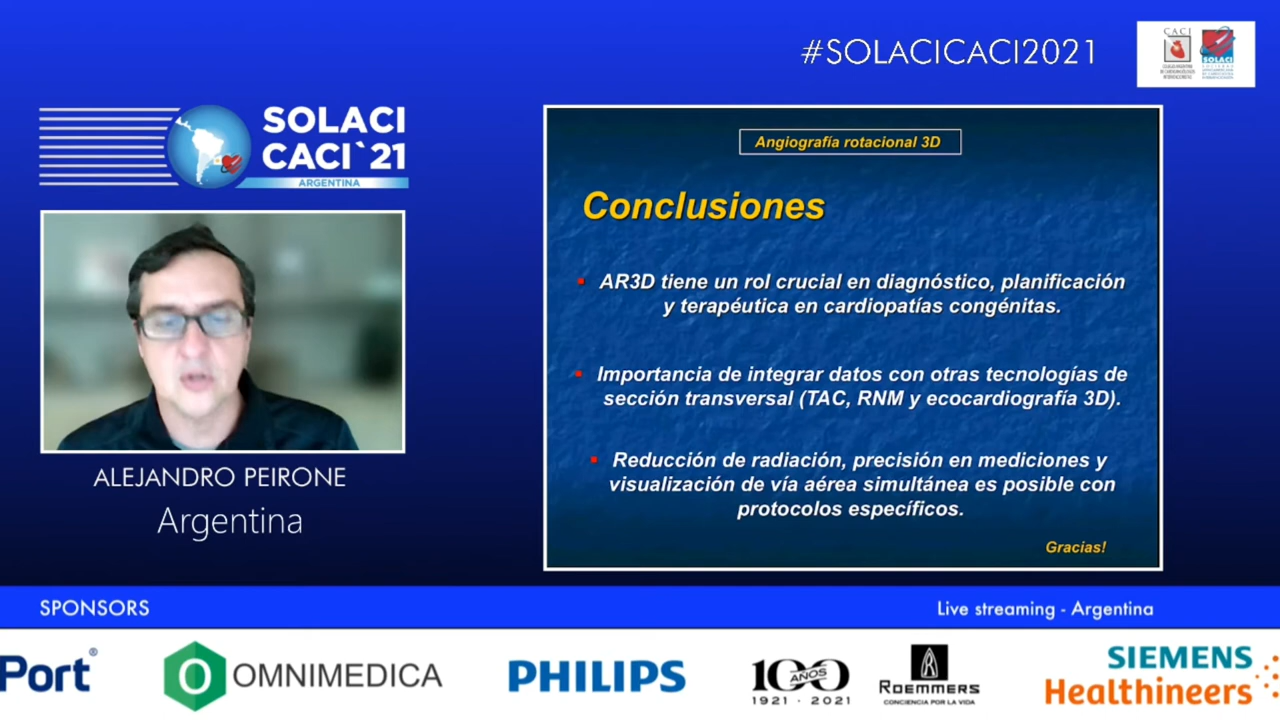 #SOLACICACI2021
CACI
SOLACI
SOLACI
CACI`21
ARGENTINA
Angiografía rotacional 3D
Conclusiones
AR3D tiene un rol crucial en diagnóstico, planificación
y terapéutica en cardiopatías congénitas.
Importancia de integrar datos con otras tecnologías de
sección transversal (TAC, RNM y ecocardiografía 3D).
Reducción de radiación, precisión en mediciones y
visualización de vía aérea simultánea es posible con
protocolos específicos.
Gracias!
ALEJANDRO PEIRONE
Argentina
SPONSORS
Live streaming - Argentina
Port®
OMNIMEDICA
PHILIPS
100
AÑOS
1921 · 2021
ROEMMERS
CONCIENCIA POR LA VIDA
SIEMENS
Healthineers